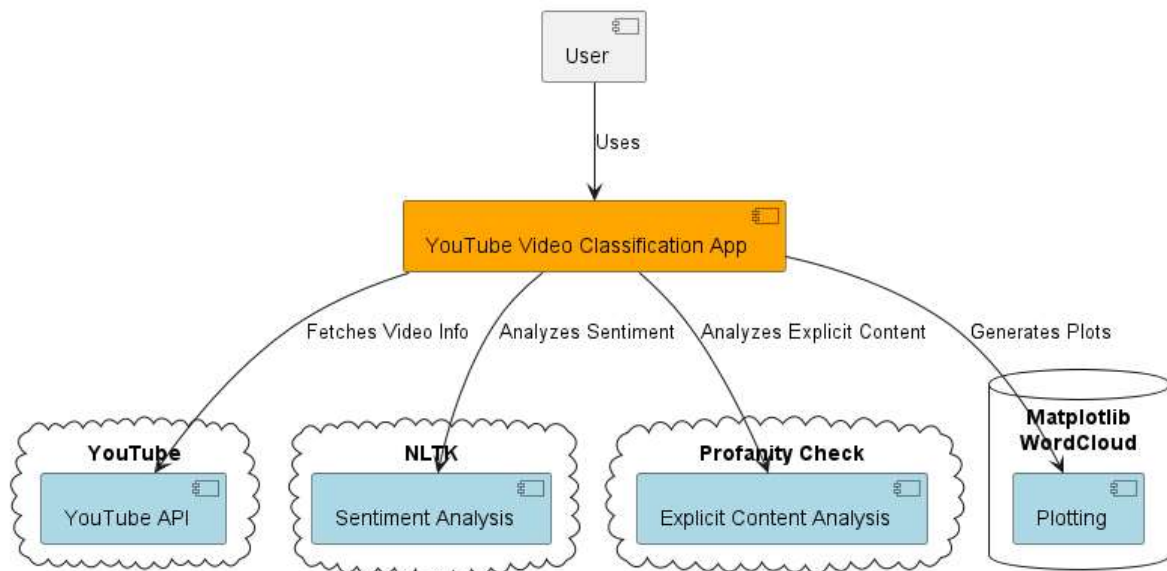 User
Uses
YouTube Video Classification App
Fetches Video Info
Analyzes Sentiment
Analyzes Explicit Content
Generates Plots
YouTube
NLTK
Profanity Check
Matplotlib
WordCloud
YouTube API
Sentiment Analysis
Explicit Content Analysis
Plotting